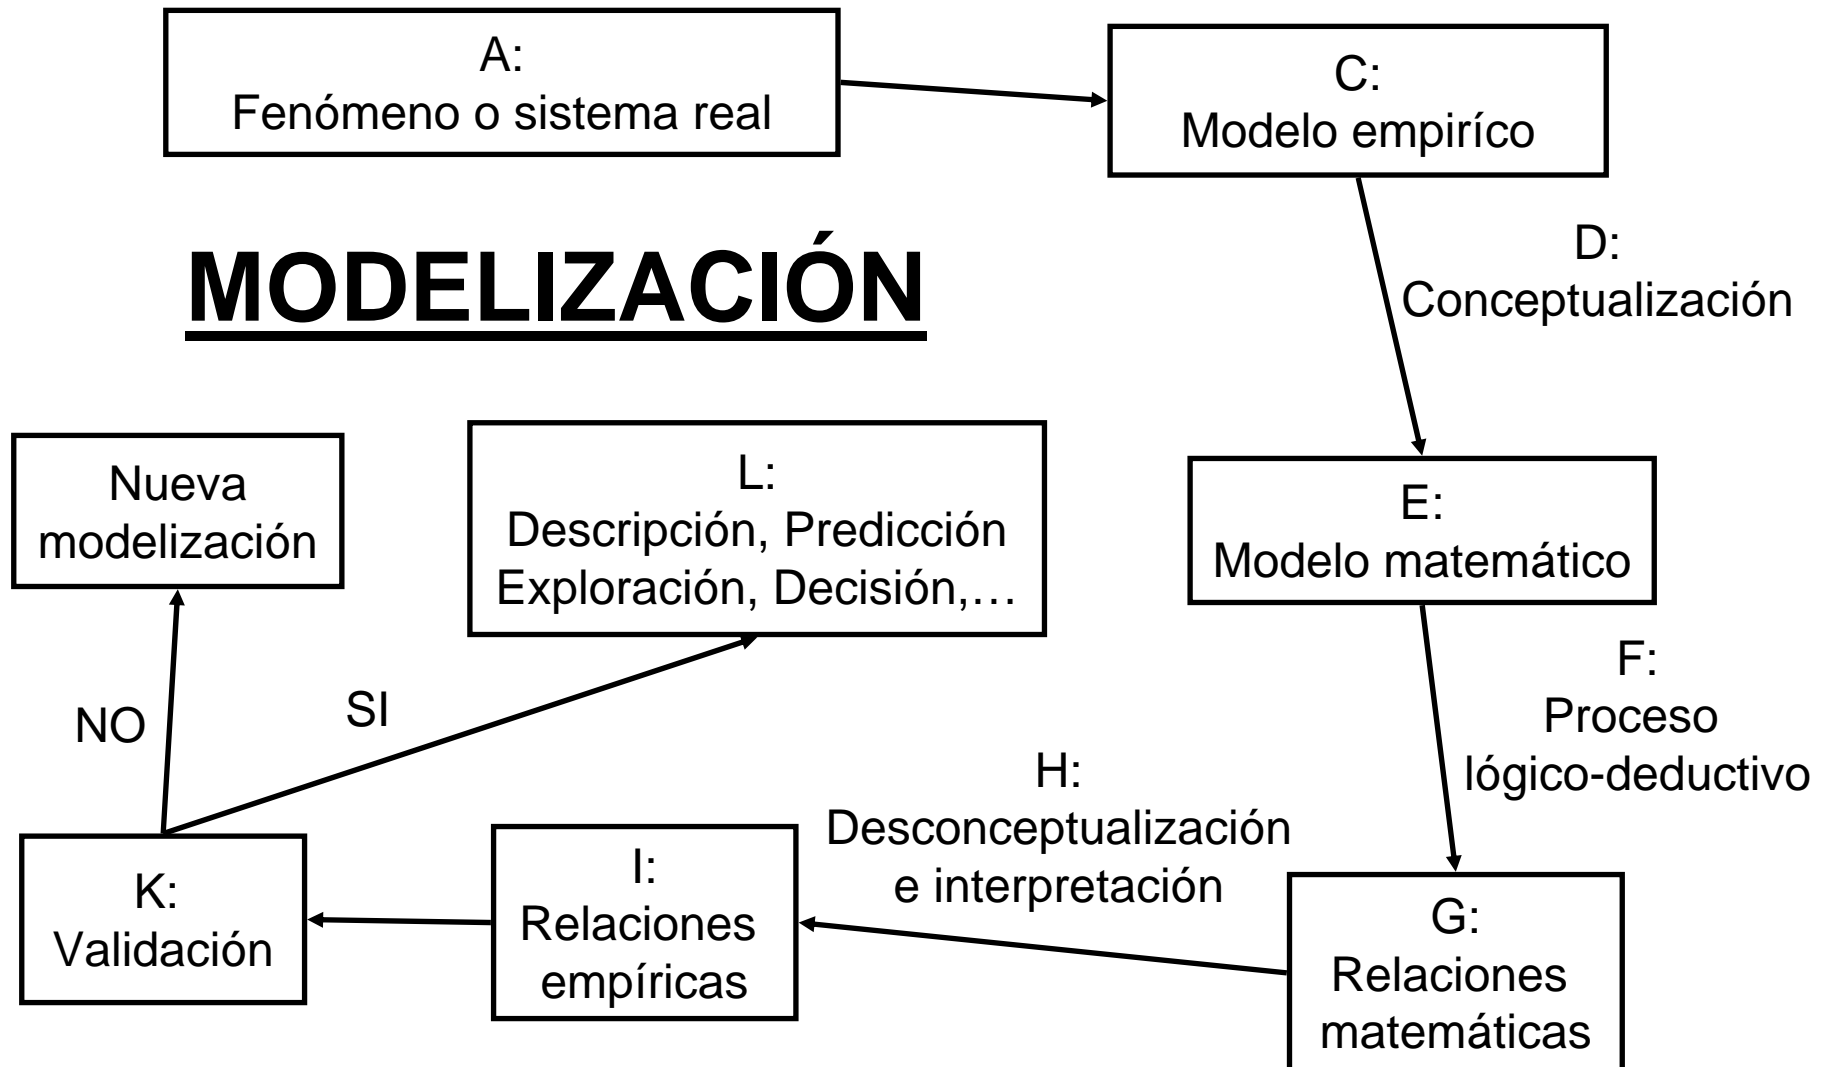 A:
Fenómeno o sistema real
C:
Modelo empiríco
MODELIZACIÓN
D:
Conceptualización
Nueva
modelización
L:
Descripción, Predicción
Exploración, Decisión,…
E:
Modelo matemático
F:
Proceso
lógico-deductivo
NO
SI
H:
Desconceptualización
e interpretación
K:
Validación
I:
Relaciones
empíricas
G:
Relaciones
matemáticas